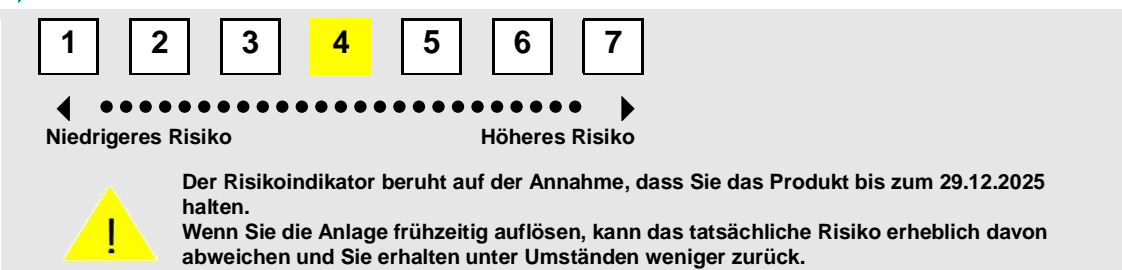 1 2 3 4 5 6 7
Niedrigeres Risiko Höheres Risiko
Der Risikoindikator beruht auf der Annahme, dass Sie das Produkt bis zum 29.12.2025
halten.
! Wenn Sie die Anlage frühzeitig auflösen, kann das tatsächliche Risiko erheblich davon
abweichen und Sie erhalten unter Umständen weniger zurück.